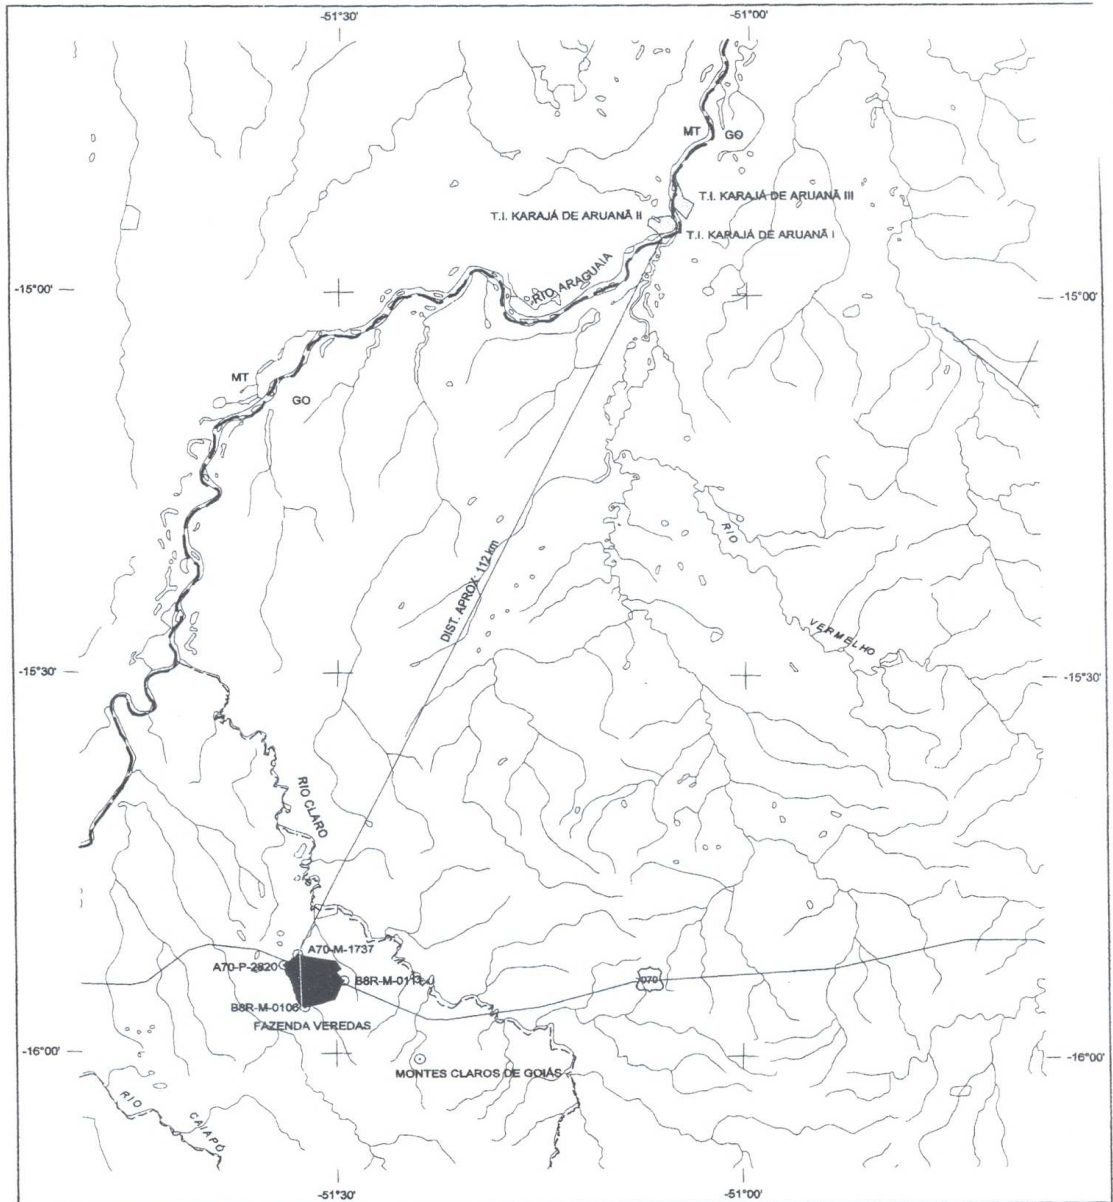 -51°30'
-51°00'
MT
GO
T.I. KARAJÁ DE ARUANÃ III
T.I. KARAJÁ DE ARUANÃ II
T.I. KARAJÁ DE ARUANÃ I
RIO ARAGUAIA
-15°00'
-15°00'
MT
GO
RIO
DIST. APROX. 112 km
VERMELHO
-15°30'
-15°30'
RIO CLARO
A70-M-1737
A70-P-2820
B8R-M-0111
070
B8R-M-0106
FAZENDA VEREDAS
-16°00'
-16°00'
MONTES CLAROS DE GOIÁS
RIO
CAIAPÓ
-51°30'
-51°00'